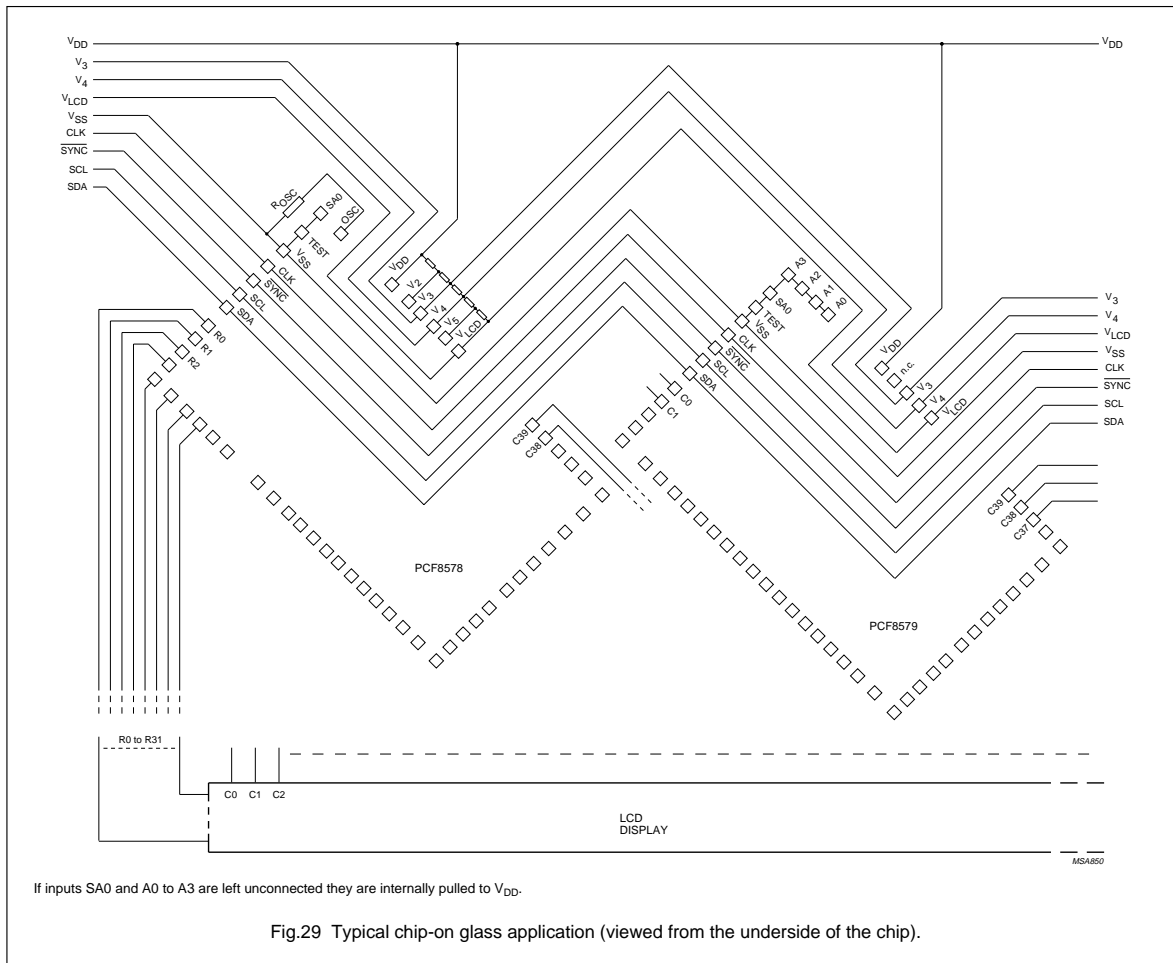 VDD
V3
V4
VLCD
VSS
CLK
SYNC
SCL
SDA
VDD
ROSC
SA0
OSC
TEST
VSS
CLK
SYNC
SCL
SDA
R0
R1
R2
VDD
V2
V3
V4
V5
VLCD
A3
A2
A1
A0
SA0
TEST
VSS
CLK
SYNC
SCL
SDA
C0
C1
C39
C38
VDD
n.c.
V3
V4
VLCD
V3
V4
VLCD
VSS
CLK
SYNC
SCL
SDA
C39
C38
C37
PCF8578
PCF8579
R0 to R31
C0 C1 C2
LCD
DISPLAY
MSA850
If inputs SA0 and A0 to A3 are left unconnected they are internally pulled to VDD.
Fig.29 Typical chip-on glass application (viewed from the underside of the chip).